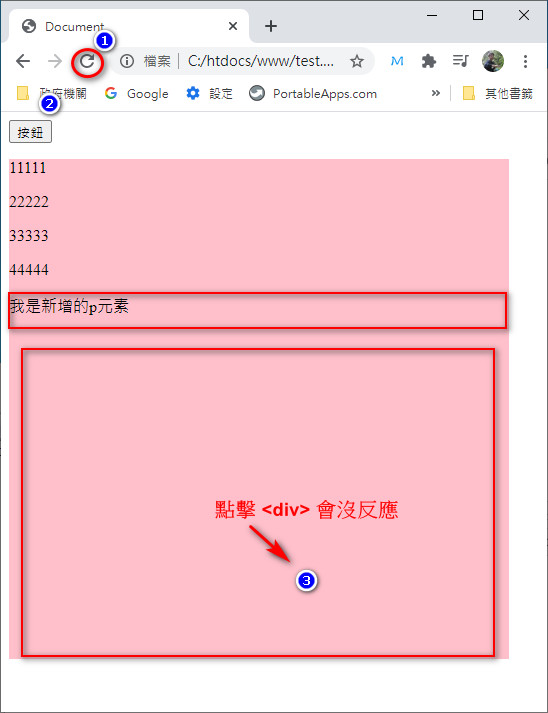 Document
1
檔案 C:/htdocs/www/test....
M
2
政府機關 Google 設定 PortableApps.com » 其他書籤
按鈕
11111
22222
33333
44444
我是新增的p元素
點擊 <div> 會沒反應
3